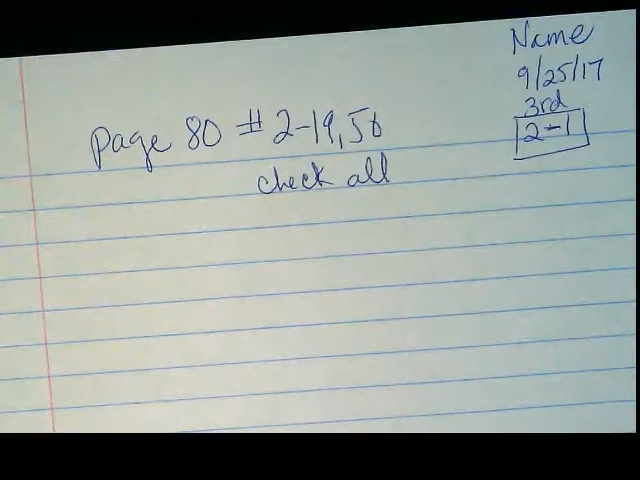 Name
9/25/17
3rd
2-1
Page 80 # 2-19, 56
check all